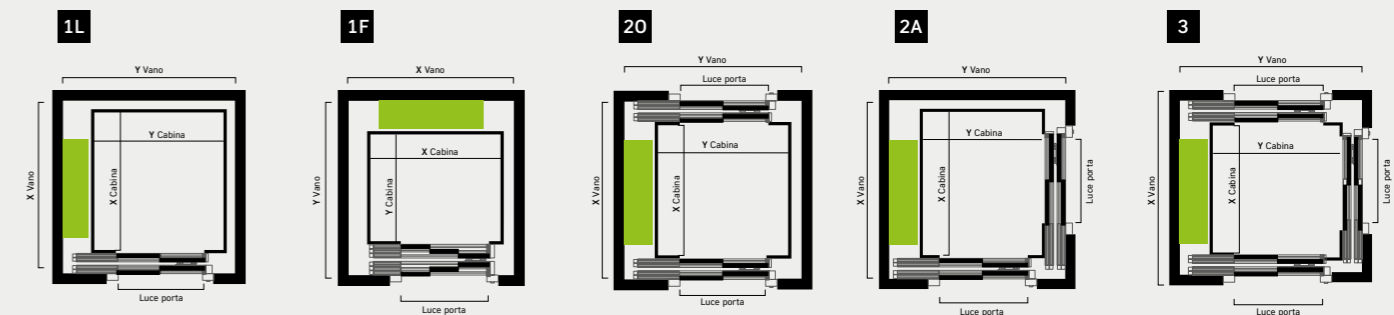 1L
Y Vano
X Vano
Y Cabina
X Cabina
Luce porta
1F
X Vano
Y Vano
X Cabina
Y Cabina
Luce porta
20
Y Vano
Luce porta
X Vano
Y Cabina
X Cabina
Luce porta
2A
Y Vano
X Vano
Y Cabina
X Cabina
Luce porta
Luce porta
3
Y Vano
Luce porta
X Vano
Y Cabina
X Cabina
Luce porta
Luce porta